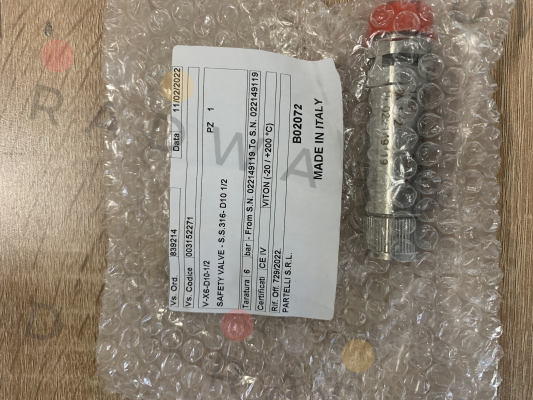 Vs. Ord 839214 Data 11/02/2022
Vs. Codice 003152271
V-X6-D10-1/2 PZ 1
SAFETY VALVE - S.S.316- D10 1/2
Taratura 6 bar - From S.N. 022149119 To S.N. 022149119
Certificati CE IV VITON (-20 / +200 °C)
Rif. Off. 729/2022
PARTELLI S.R.L.
B02072
MADE IN ITALY